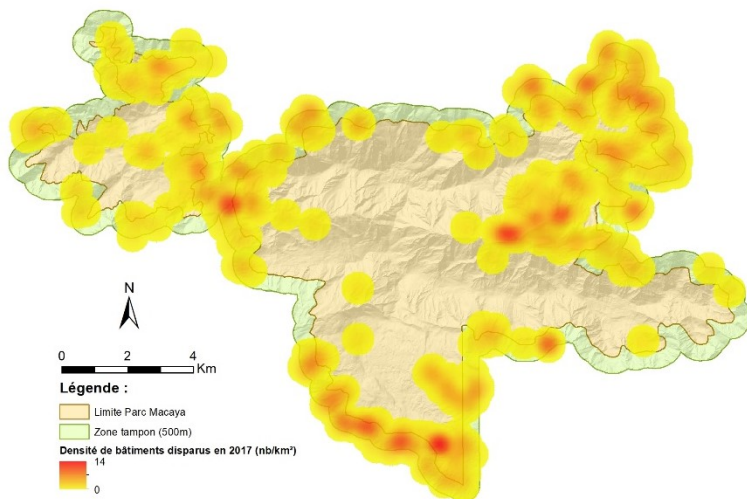 N
0 2 4
Km
Légende :
Limite Parc Macaya
Zone tampon (500m)
Densité de bâtiments disparus en 2017 (nb/km²)
14
0